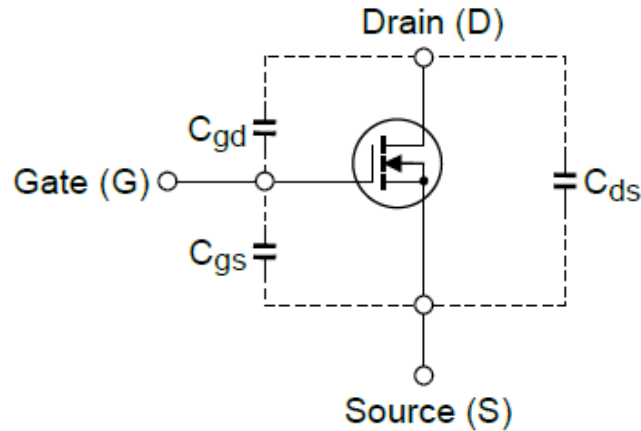 Drain (D)
Cgd
Gate (G)
Cds
Cgs
Source (S)